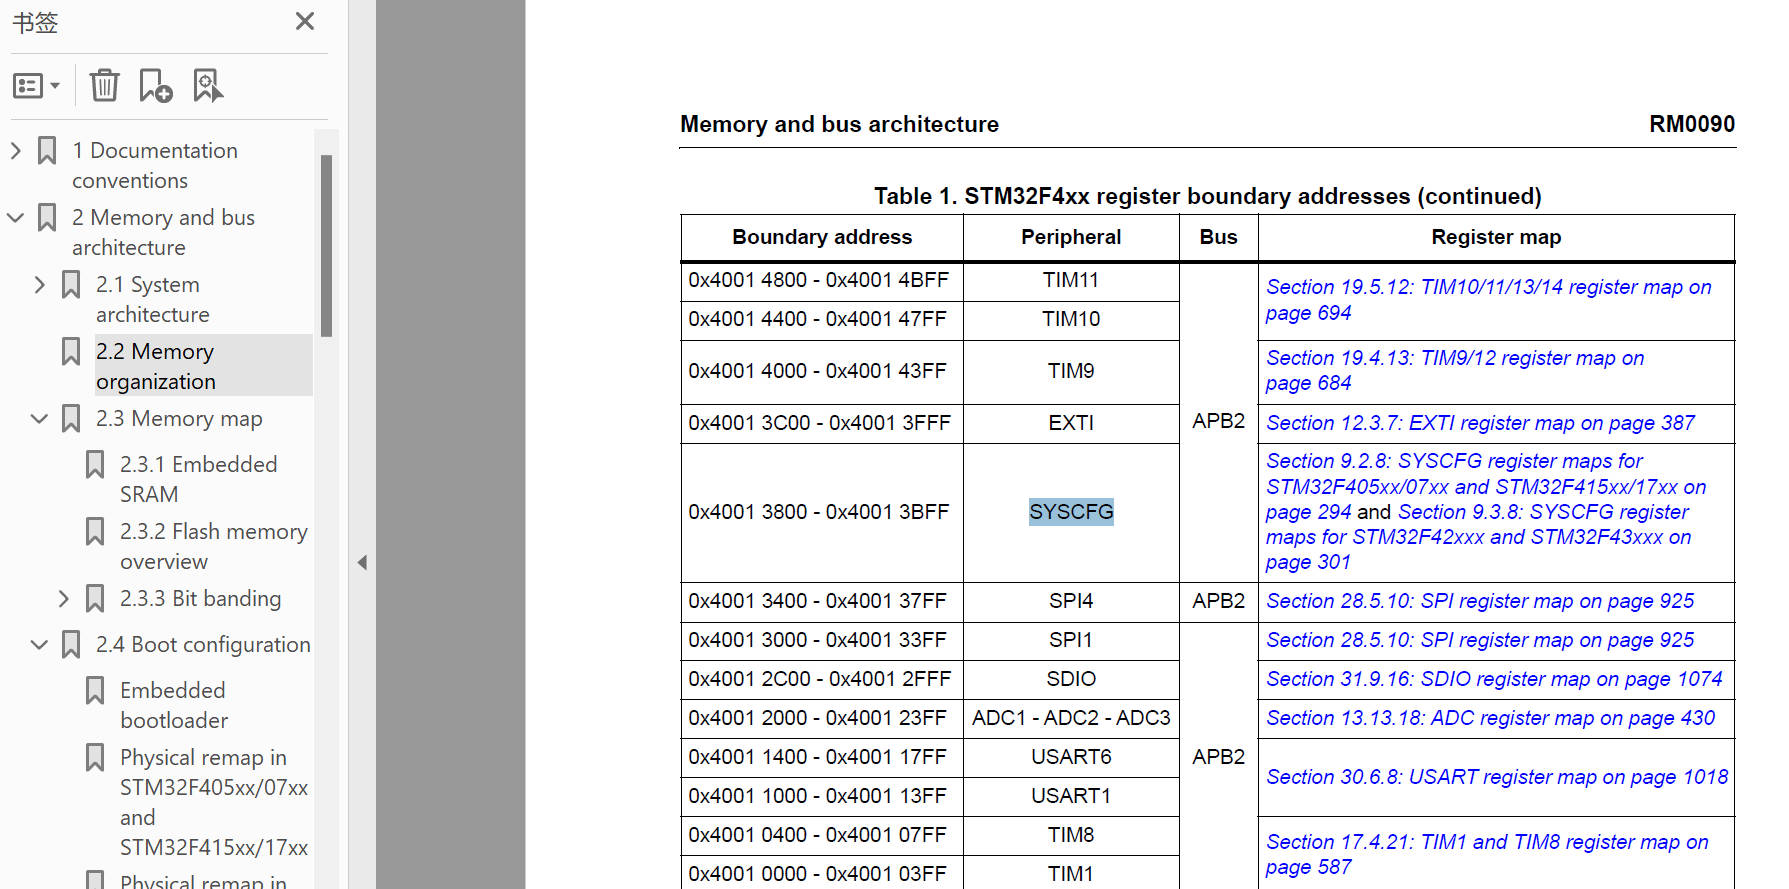 书签
1 Documentation
conventions
2 Memory and bus
architecture
2.1 System
architecture
2.2 Memory
organization
2.3 Memory map
2.3.1 Embedded
SRAM
2.3.2 Flash memory
overview
2.3.3 Bit banding
2.4 Boot configuration
Embedded
bootloader
Physical remap in
STM32F405xx/07xx
and
STM32F415xx/17xx
Physical remap in
Memory and bus architecture RM0090
Table 1. STM32F4xx register boundary addresses (continued)
Boundary address Peripheral Bus Register map
0x4001 4800 - 0x4001 4BFF TIM11
Section 19.5.12: TIM10/11/13/14 register map on
page 694
0x4001 4400 - 0x4001 47FF TIM10
0x4001 4000 - 0x4001 43FF TIM9
Section 19.4.13: TIM9/12 register map on
page 684
0x4001 3C00 - 0x4001 3FFF EXTI APB2 Section 12.3.7: EXTI register map on page 387
0x4001 3800 - 0x4001 3BFF SYSCFG
Section 9.2.8: SYSCFG register maps for
STM32F405xx/07xx and STM32F415xx/17xx on
page 294 and Section 9.3.8: SYSCFG register
maps for STM32F42xxx and STM32F43xxx on
page 301
0x4001 3400 - 0x4001 37FF SPI4 APB2 Section 28.5.10: SPI register map on page 925
0x4001 3000 - 0x4001 33FF SPI1 Section 28.5.10: SPI register map on page 925
0x4001 2C00 - 0x4001 2FFF SDIO Section 31.9.16: SDIO register map on page 1074
0x4001 2000 - 0x4001 23FF ADC1 - ADC2 - ADC3 Section 13.13.18: ADC register map on page 430
0x4001 1400 - 0x4001 17FF USART6 APB2
Section 30.6.8: USART register map on page 1018
0x4001 1000 - 0x4001 13FF USART1
0x4001 0400 - 0x4001 07FF TIM8
Section 17.4.21: TIM1 and TIM8 register map on
page 587
0x4001 0000 - 0x4001 03FF TIM1